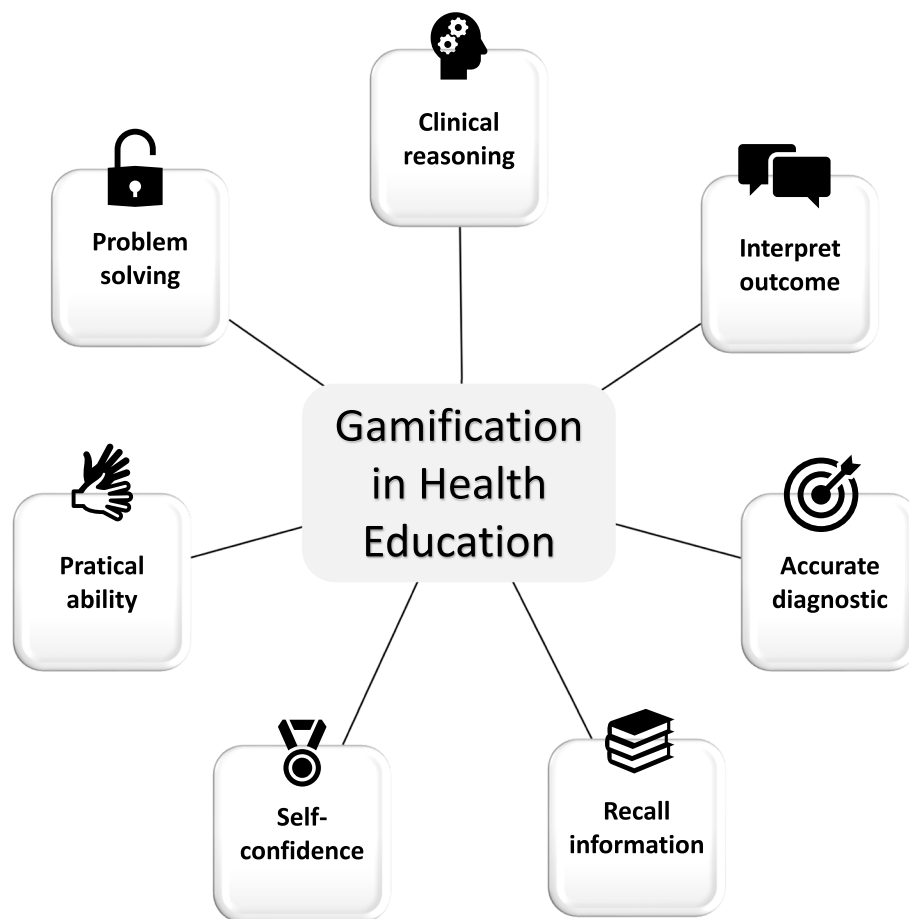 Clinical
reasoning
Problem
solving
Interpret
outcome
Gamification
in Health
Education
Pratical
ability
Accurate
diagnostic
Self-
confidence
Recall
information